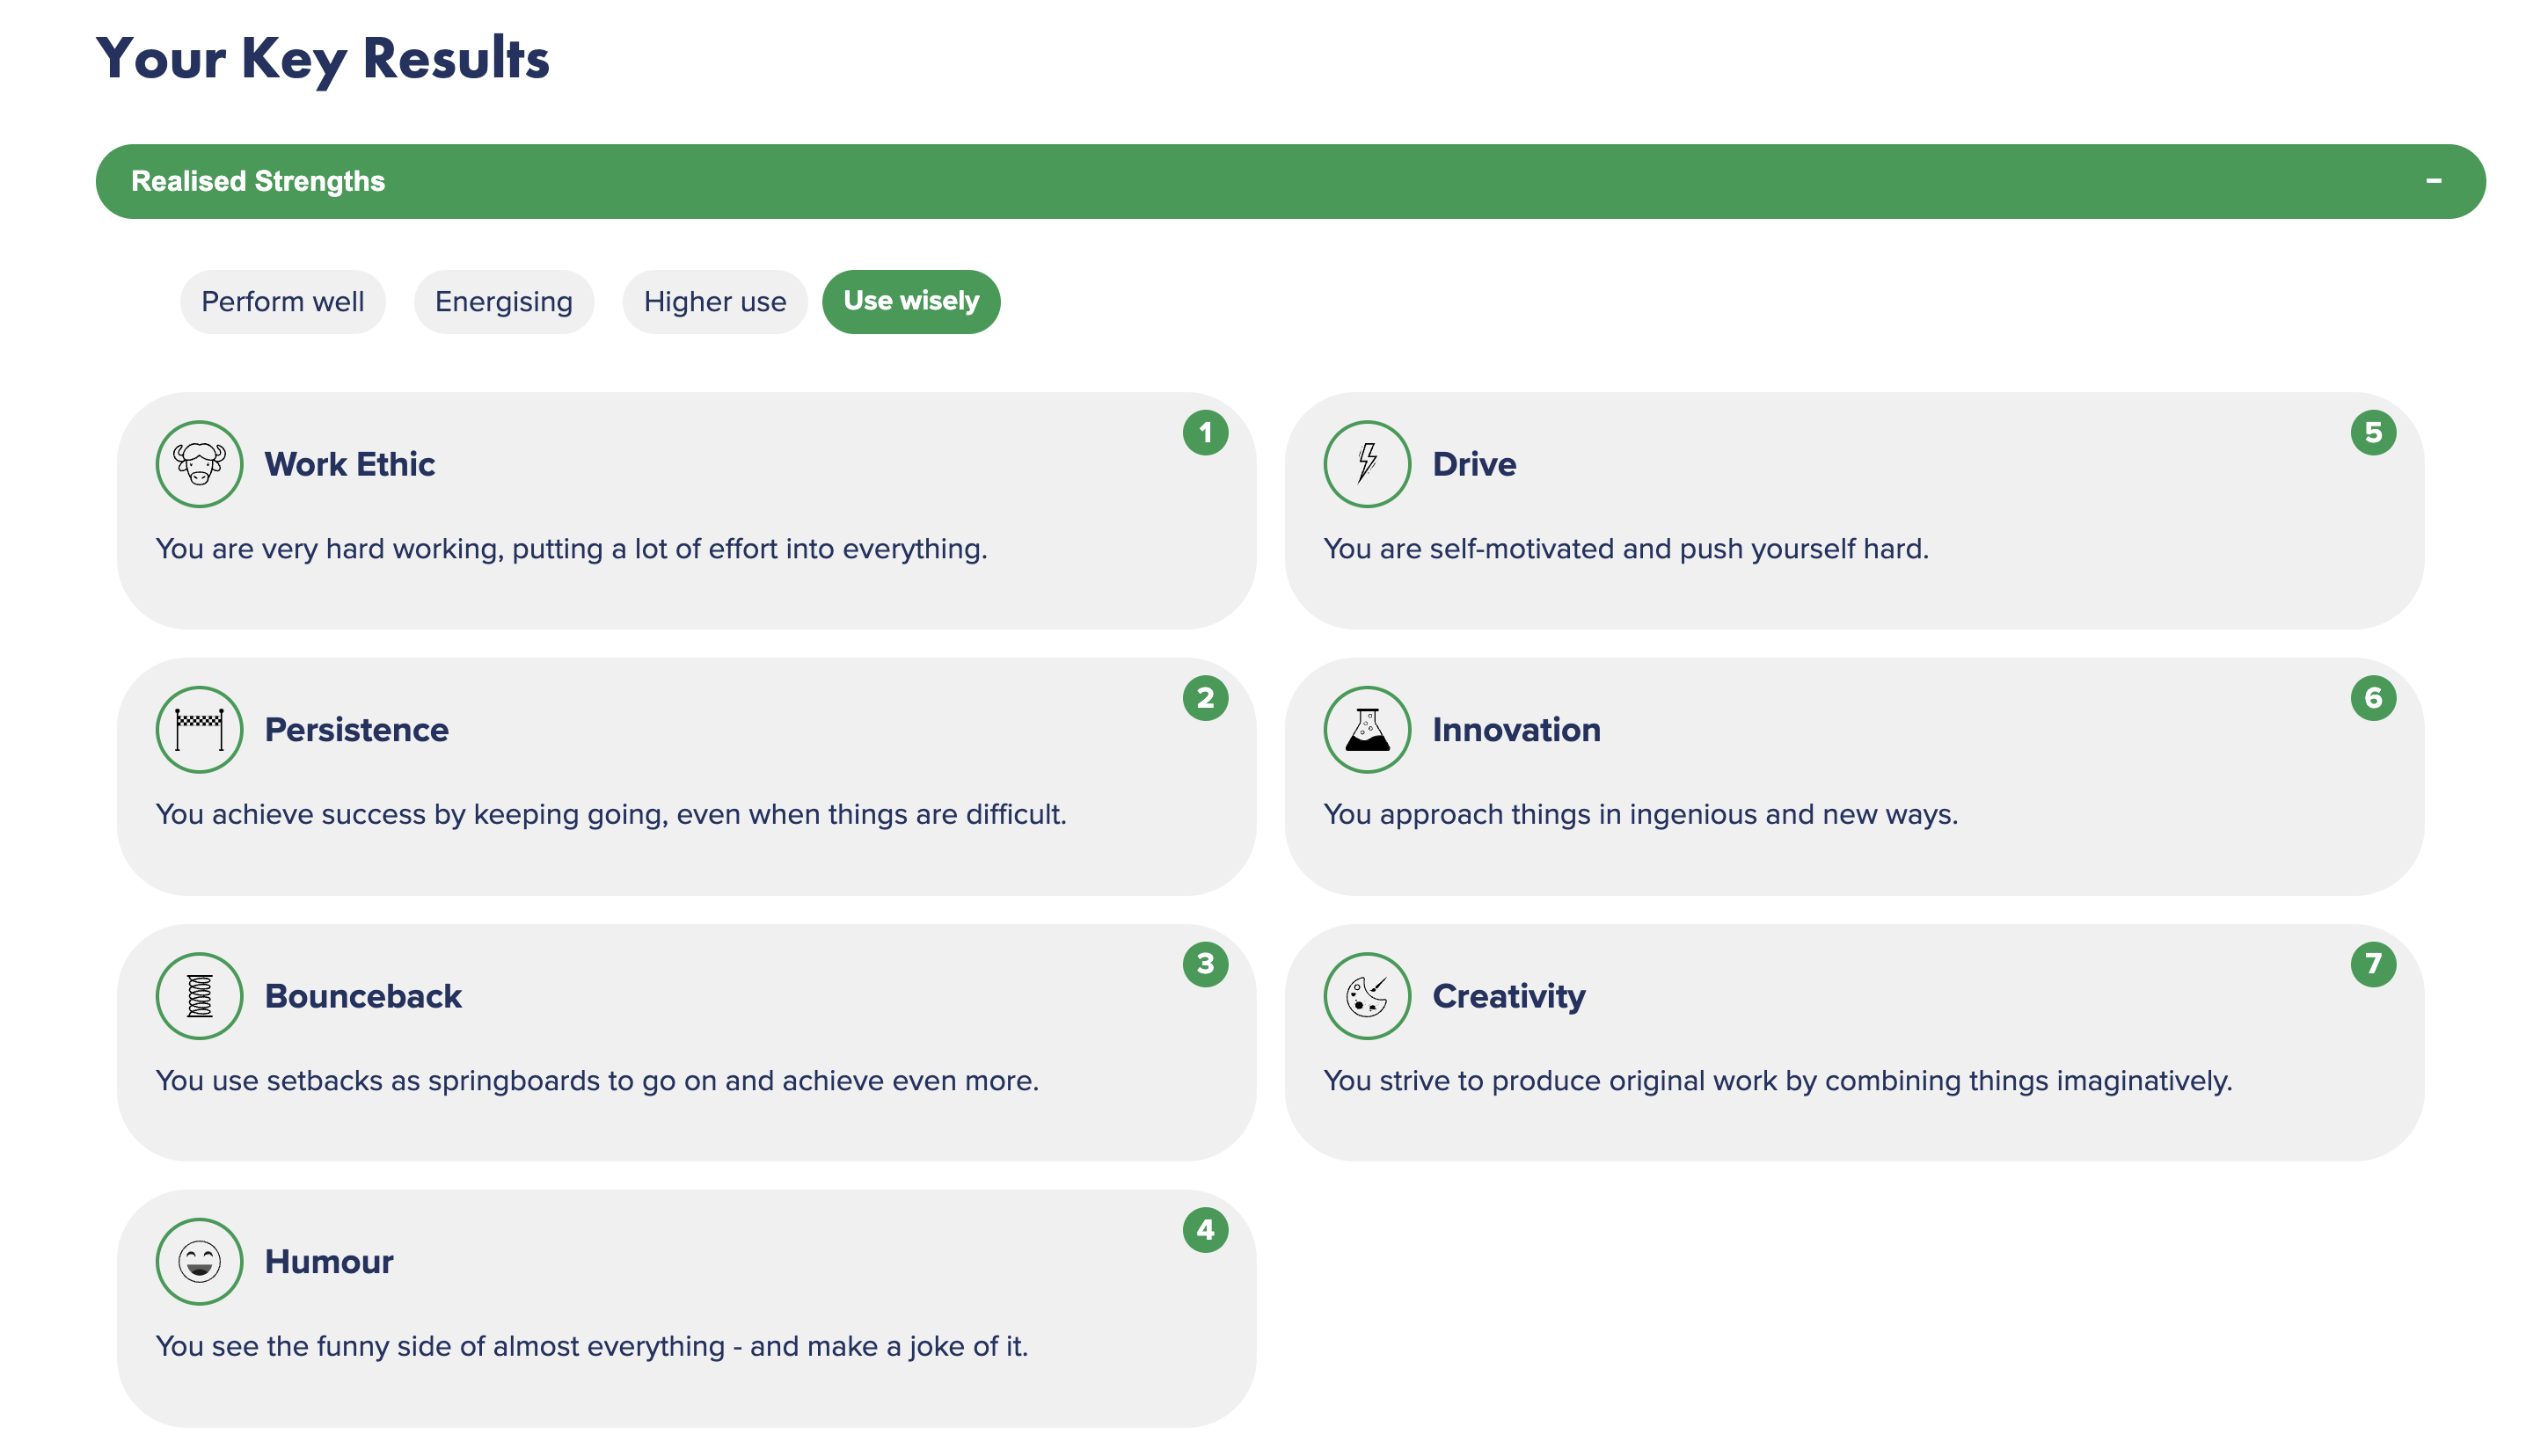 Your Key Results
Realised Strengths
–
Perform well
Energising
Higher use
Use wisely
1
Work Ethic
You are very hard working, putting a lot of effort into everything.
2
Persistence
You achieve success by keeping going, even when things are difficult.
3
Bounceback
You use setbacks as springboards to go on and achieve even more.
4
Humour
You see the funny side of almost everything - and make a joke of it.
5
Drive
You are self-motivated and push yourself hard.
6
Innovation
You approach things in ingenious and new ways.
7
Creativity
You strive to produce original work by combining things imaginatively.